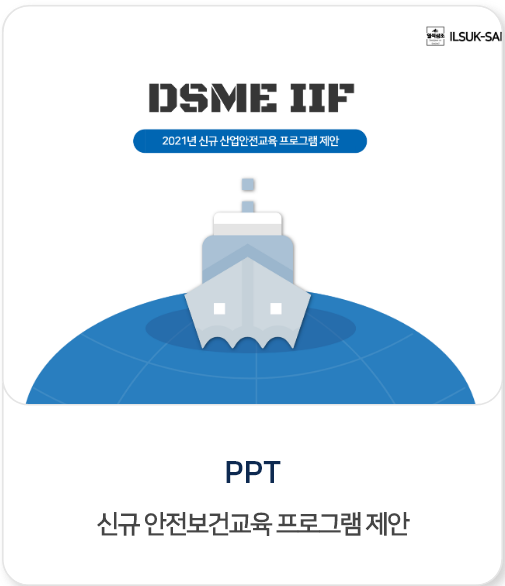 ILSUK-SA
DSME IIF
2021년 신규 산업안전교육 프로그램 제안
PPT
신규 안전보건교육 프로그램 제안